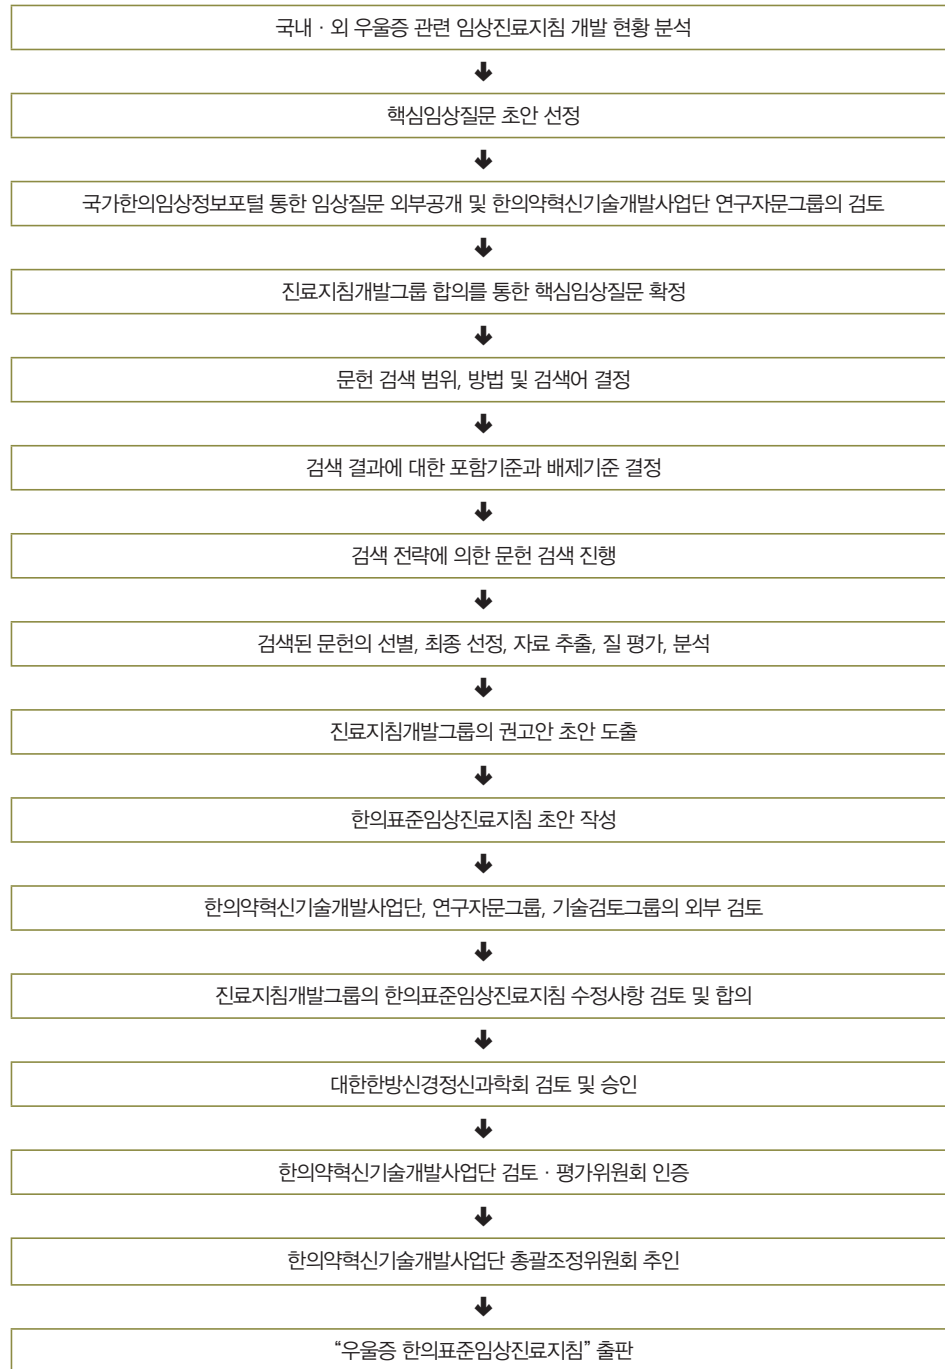 국내 · 외 우울증 관련 임상진료지침 개발 현황 분석
핵심임상질문 초안 선정
국가한의임상정보포털 통한 임상질문 외부공개 및 한의약혁신기술개발사업단 연구자문그룹의 검토
진료지침개발그룹 합의를 통한 핵심임상질문 확정
문헌 검색 범위, 방법 및 검색어 결정
검색 결과에 대한 포함기준과 배제기준 결정
검색 전략에 의한 문헌 검색 진행
검색된 문헌의 선별, 최종 선정, 자료 추출, 질 평가, 분석
진료지침개발그룹의 권고안 초안 도출
한의표준임상진료지침 초안 작성
한의약혁신기술개발사업단, 연구자문그룹, 기술검토그룹의 외부 검토
진료지침개발그룹의 한의표준임상진료지침 수정사항 검토 및 합의
대한한방신경정신과학회 검토 및 승인
한의약혁신기술개발사업단 검토 · 평가위원회 인증
한의약혁신기술개발사업단 총괄조정위원회 추인
“우울증 한의표준임상진료지침” 출판